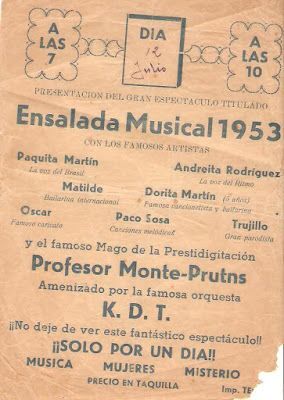 A LAS 7
DIA
12 Julio
A LAS 10
PRESENTACION DEL GRAN ESPECTACULO TITULADO
Ensalada Musical 1953
CON LOS FAMOSOS ARTISTAS
Paquita Martín
La voz del Brasil
Andreita Rodríguez
La voz del Ritmo
Matilde
Bailarina internacional
Dorita Martín (5 años)
Famosa cancionista y bailarina
Oscar
Famoso caricato
Paco Sosa
Canciones melódicas
Trujillo
Gran parodista
y el famoso Mago de la Prestidigitación
Profesor Monte-Prutns
Amenizado por la famosa orquesta
K. D. T.
¡¡No deje de ver este fantástico espectáculo!!
¡¡SOLO POR UN DIA!!
MUSICA MUJERES MISTERIO
PRECIO EN TAQUILLA
Imp.